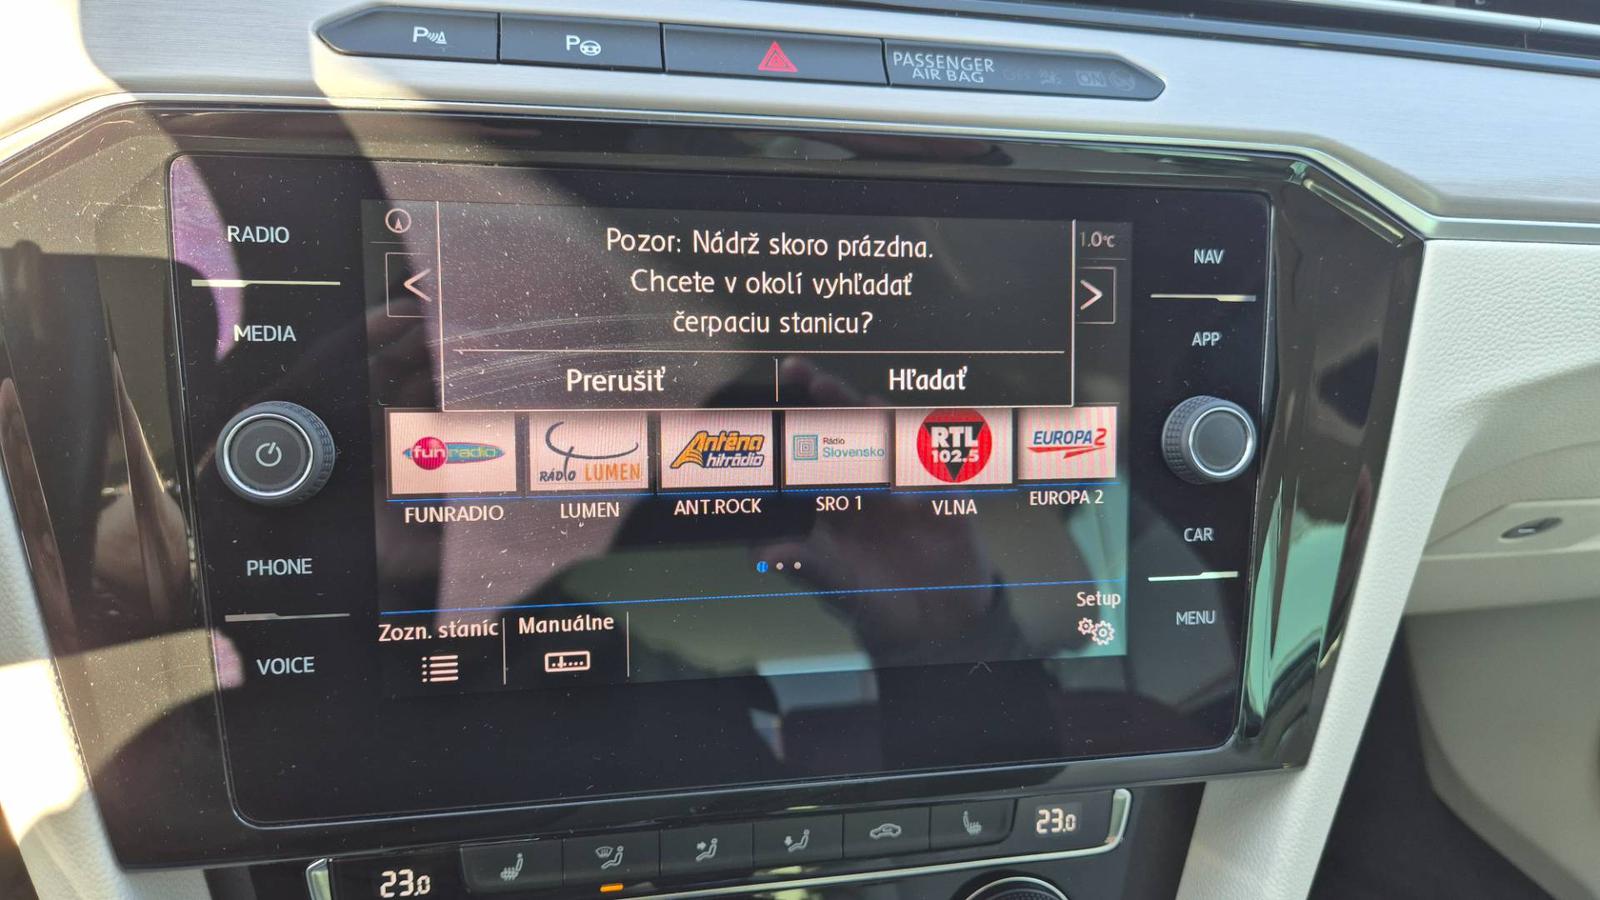 P
P
PASSENGER
AIR BAG
ON
RADIO
MEDIA
PHONE
VOICE
NAV
APP
CAR
MENU
1.0°C
Pozor: Nádrž skoro prázdna.
Chcete v okolí vyhľadať
čerpaciu stanicu?
Prerušiť
Hľadať
fun radio
RÁDIO LUMEN
Anténa
hitrádio
Rádio
Slovensko
RTL
102.5
EUROPA 2
FUNRADIO
LUMEN
ANT.ROCK
SRO 1
VLNA
EUROPA 2
Zozn. staníc
Manuálne
Setup
23.0
23.0